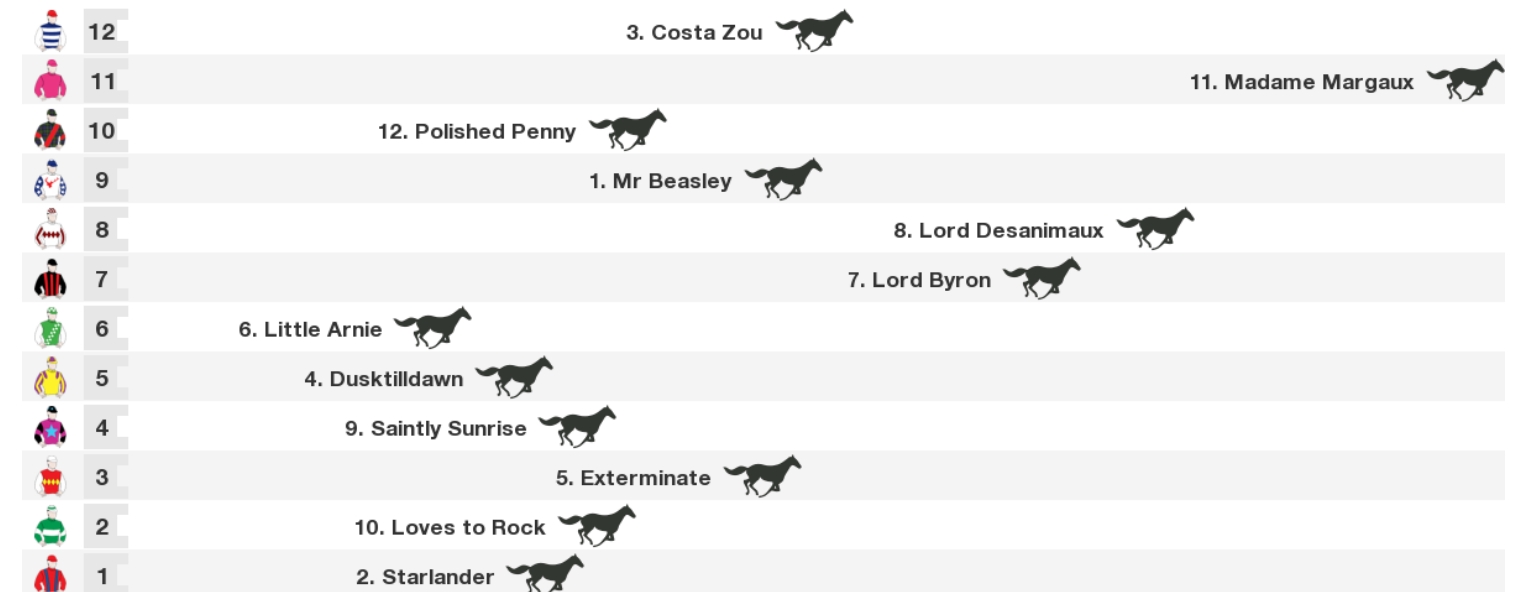 12 3. Costa Zou
11 11. Madame Margaux
10 12. Polished Penny
9 1. Mr Beasley
8 8. Lord Desanimaux
7 7. Lord Byron
6 6. Little Arnie
5 4. Dusktilldawn
4 9. Saintly Sunrise
3 5. Exterminate
2 10. Loves to Rock
1 2. Starlander